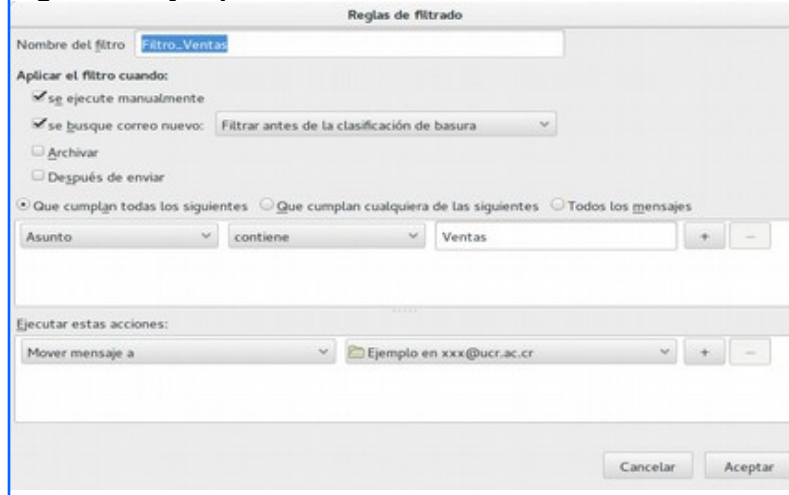 Reglas de filtrado
Nombre del filtro Filtro_Ventas
Aplicar el filtro cuando:
se ejecute manualmente
se busque correo nuevo: Filtrar antes de la clasificación de basura
Archivar
Después de enviar
Que cumplan todas los siguientes Que cumplan cualquiera de las siguientes Todos los mensajes
Asunto contiene Ventas + -
Ejecutar estas acciones:
Mover mensaje a Ejemplo en xxx@ucr.ac.cr + -
Cancelar Aceptar